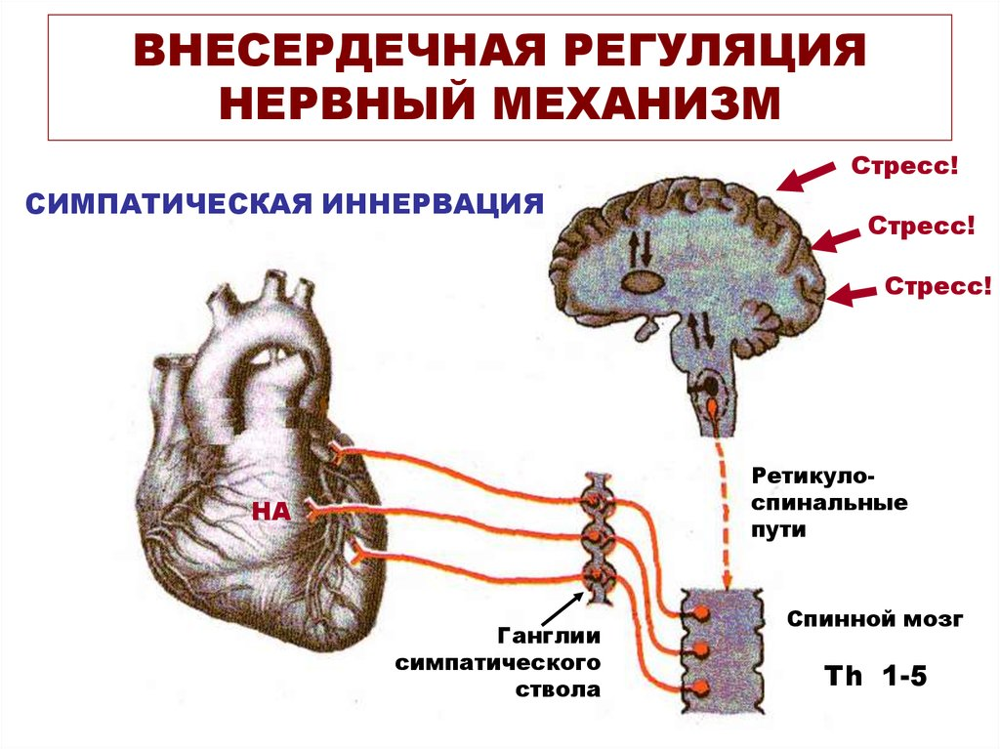 ВНЕСЕРДЕЧНАЯ РЕГУЛЯЦИЯ
НЕРВНЫЙ МЕХАНИЗМ
Стресс!
СИМПАТИЧЕСКАЯ ИННЕРВАЦИЯ
Стресс!
Стресс!
Ретикуло-
спинальные
пути
НА
Спинной мозг
Ганглии
симпатического
ствола
Th 1-5